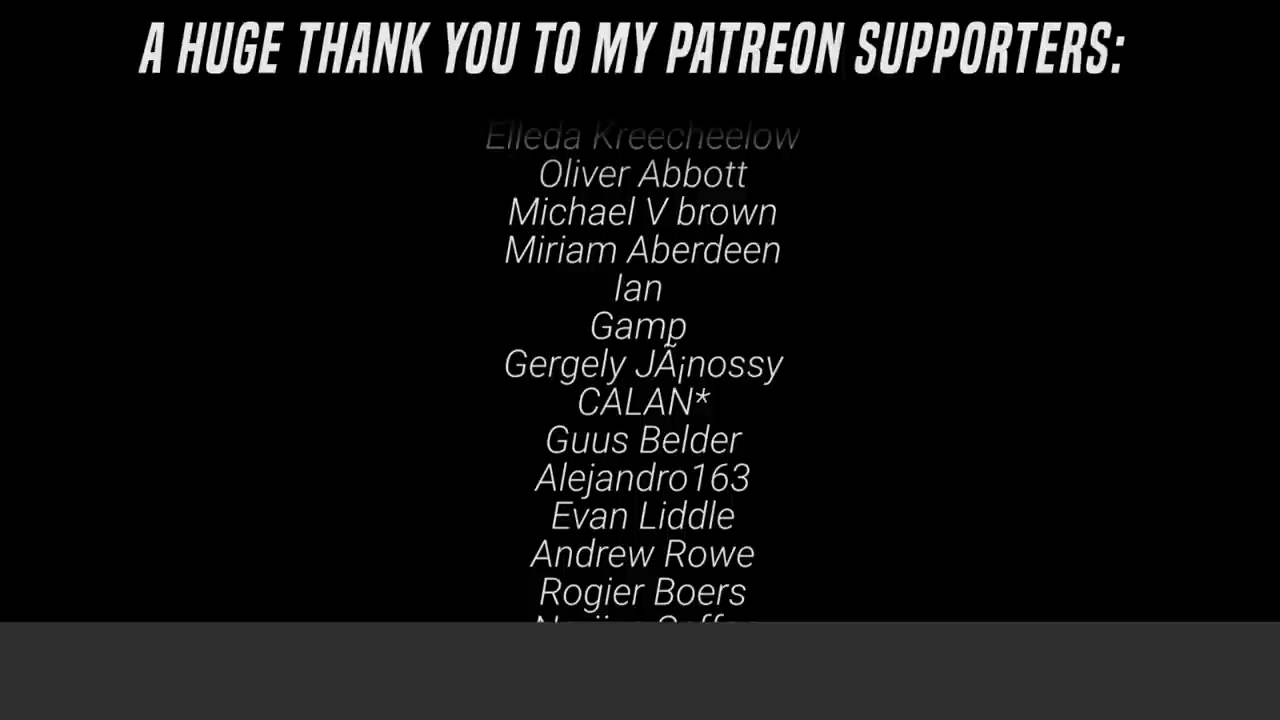 A HUGE THANK YOU TO MY PATREON SUPPORTERS:
Elleda Kreecheelow
Oliver Abbott
Michael V brown
Miriam Aberdeen
Ian
Gamp
Gergely JÃ¡nossy
CALAN*
Guus Belder
Alejandro163
Evan Liddle
Andrew Rowe
Rogier Boers